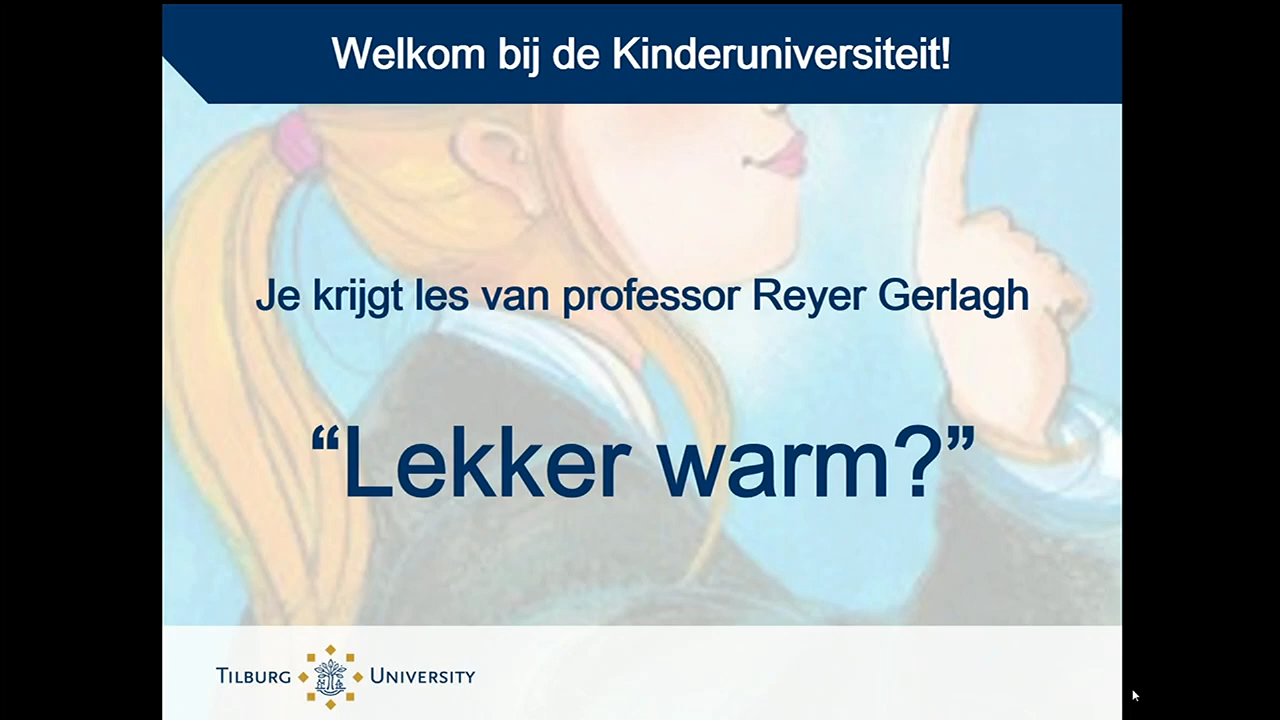 Welkom bij de Kinderuniversiteit!
Je krijgt les van professor Reyer Gerlagh
“Lekker warm?”
TILBURG UNIVERSITY